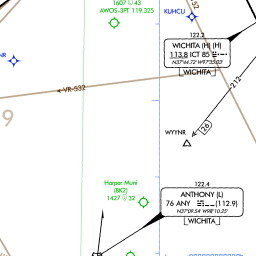 1607 ☼ 43
AWOS-3PT 119.325
KUHCU
122.2
WICHITA (H) (H)
113.8 ICT 85
N37°44.72' W97°35.03'
WICHITA
NR
VR-532
212
26
WYYNR
9
Harper Muni
(8K2)
1427 ☼ 32
122.4
ANTHONY (L)
76 ANY (112.9)
N37°09.54' W98°10.25'
WICHITA